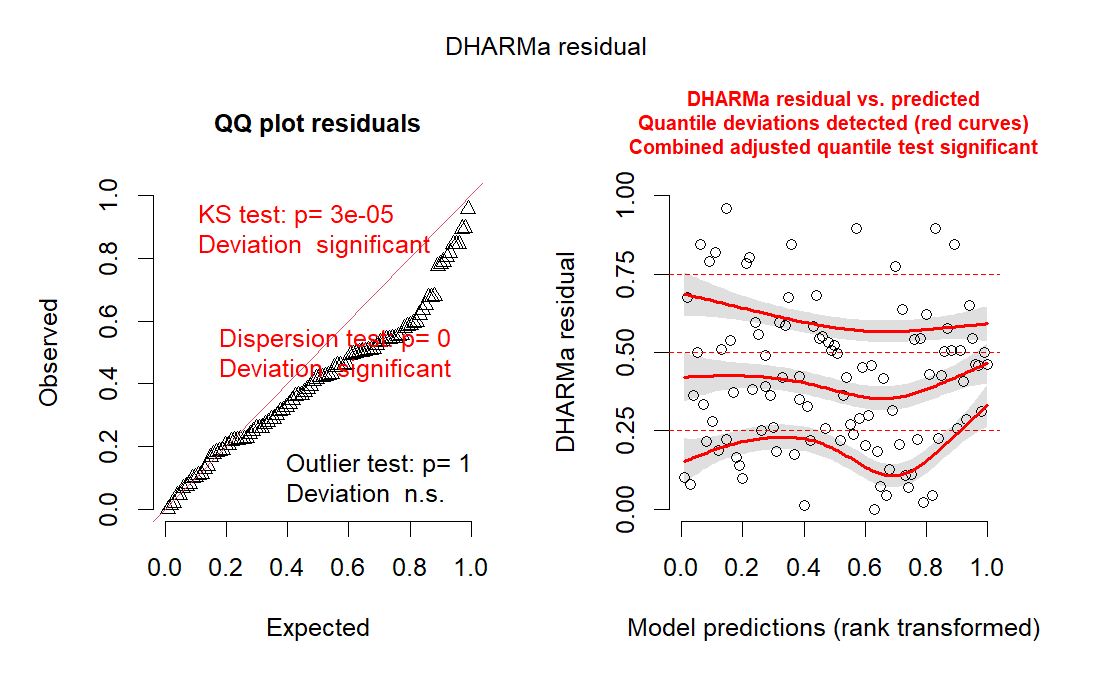 DHARMa residual
QQ plot residuals
KS test: p= 3e-05
Deviation  significant
Dispersion test: p= 0
Deviation  significant
Outlier test: p= 1
Deviation  n.s.
Observed
0.0 0.2 0.4 0.6 0.8 1.0
0.0 0.2 0.4 0.6 0.8 1.0
Expected
DHARMa residual vs. predicted
Quantile deviations detected (red curves)
Combined adjusted quantile test significant
DHARMa residual
0.00 0.25 0.50 0.75 1.00
0.0 0.2 0.4 0.6 0.8 1.0
Model predictions (rank transformed)